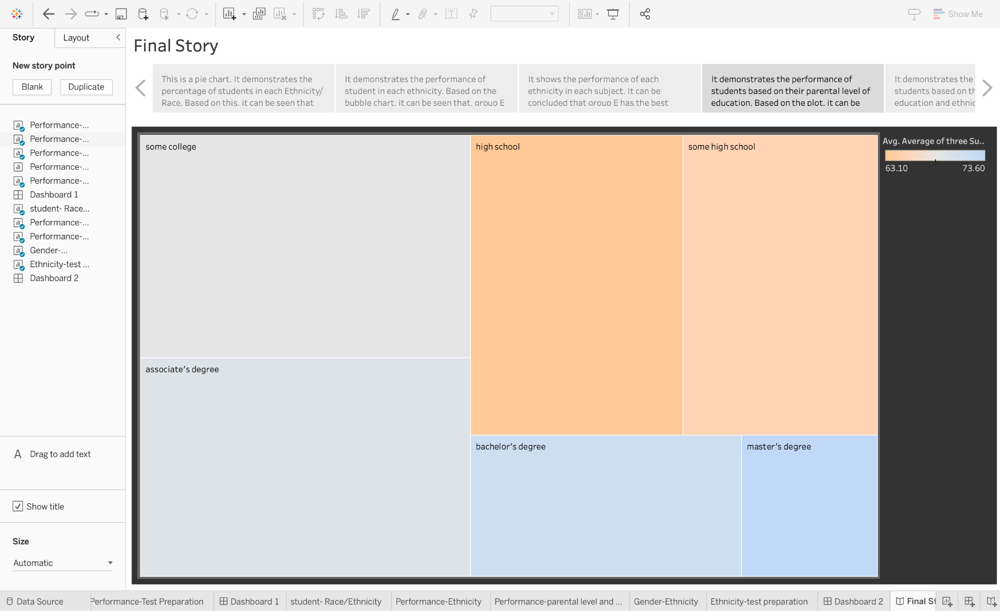 Show Me
Story
Layout
New story point
Blank
Duplicate
Performance-...
Performance-...
Performance-...
Performance-...
Performance-...
Dashboard 1
student- Race...
Performance-...
Performance-...
Gender-...
Ethnicity-test ...
Dashboard 2
A Drag to add text
Show title
Size
Automatic
Final Story
This is a pie chart. It demonstrates the
percentage of students in each Ethnicity/
Race. Based on this, it can be seen that
It demonstrates the performance of
student in each ethnicity. Based on the
bubble chart, it can be seen that, group E
It shows the performance of each
ethnicity in each subject. It can be
concluded that group E has the best
It demonstrates the performance of
students based on their parental level of
education. Based on the plot, it can be
It demonstrates the
students based on th
education and ethnic
some college
high school
some high school
associate's degree
bachelor's degree
master's degree
Avg. Average of three Su..
63.10
73.60
Data Source
Performance-Test Preparation
Dashboard 1
student- Race/Ethnicity
Performance-Ethnicity
Performance-parental level and ...
Gender-Ethnicity
Ethnicity-test preparation
Dashboard 2
Final St